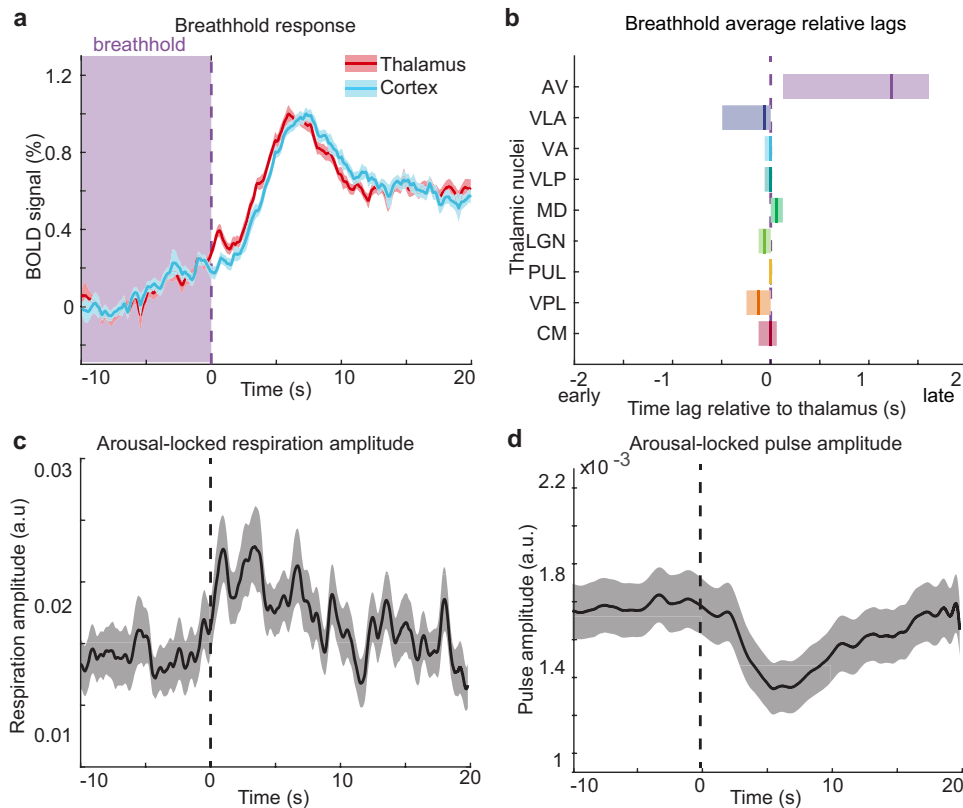 a
Breathhold response
breathhold
Thalamus
Cortex
BOLD signal (%)
1.2
0.8
0.4
0
-10
0
10
20
Time (s)
b
Breathhold average relative lags
Thalamic nuclei
AV
VLA
VA
VLP
MD
LGN
PUL
VPL
CM
-2
-1
0
1
2
early
late
Time lag relative to thalamus (s)
c
Arousal-locked respiration amplitude
Respiration amplitude (a.u)
0.03
0.02
0.01
-10
0
10
20
Time (s)
d
Arousal-locked pulse amplitude
x10 -3
Pulse amplitude (a.u.)
2.2
1.8
1.4
1
-10
0
10
20
Time (s)